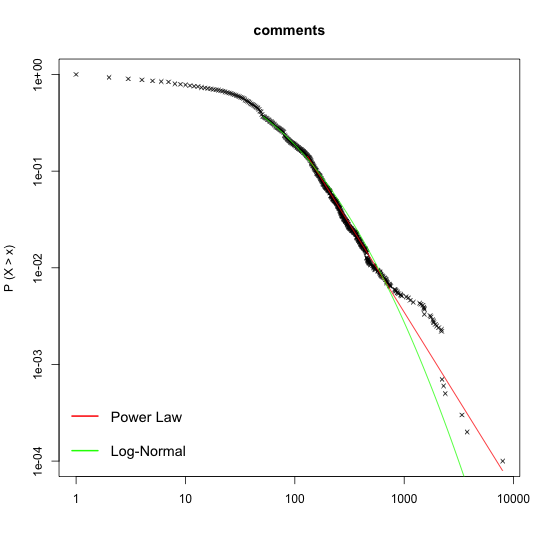 comments
1e+00
1e-01
1e-02
1e-03
1e-04
P (X > x)
Power Law
Log-Normal
1 10 100 1000 10000